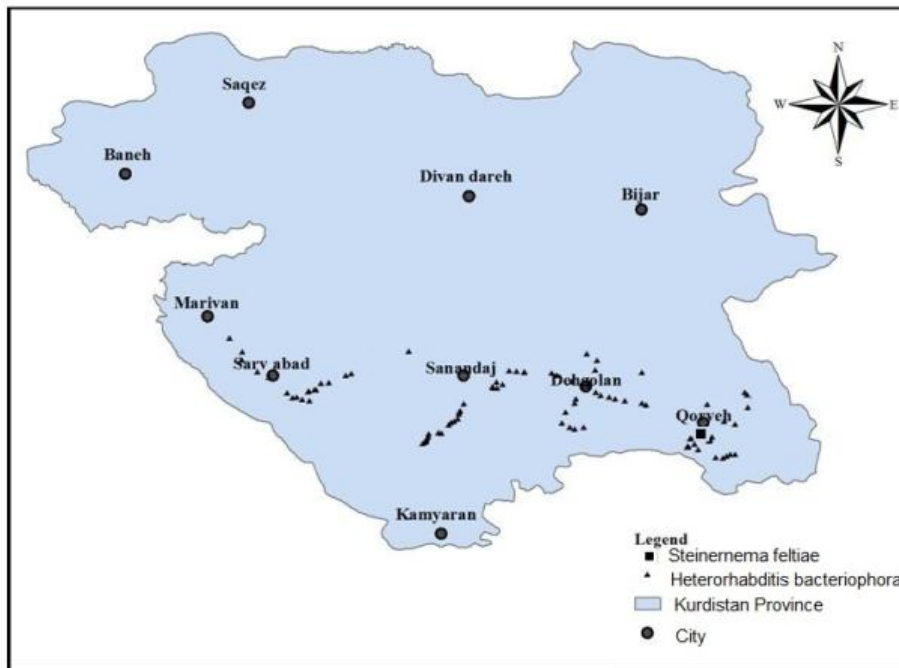 N
Saqez
W E
S
Baneh
Divan dareh
Bijar
Marivan
Sarv abad
Sanandaj
Dehgolan
Qorveh
Kamyaran
Legend
Steinernema feltiae
Heterorhabditis bacteriophora
Kurdistan Province
City